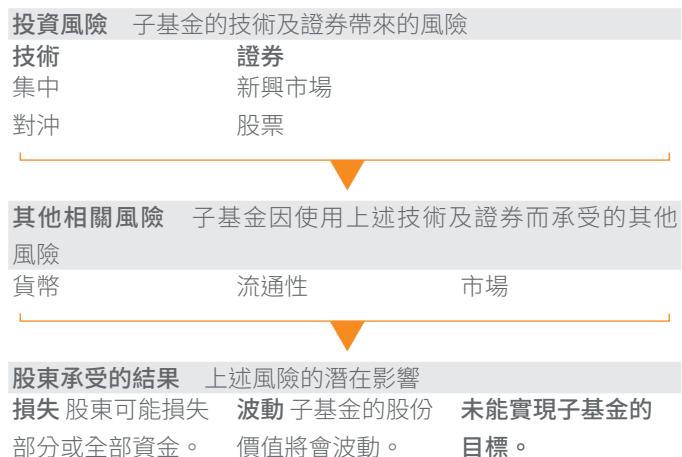 投資風險 子基金的技術及證券帶來的風險
技術 證券
集中 新興市場
對沖 股票
其他相關風險 子基金因使用上述技術及證券而承受的其他
風險
貨幣 流通性 市場
股東承受的結果 上述風險的潛在影響
損失 股東可能損失 波動 子基金的股份 未能實現子基金的
部分或全部資金。 價值將會波動。 目標。